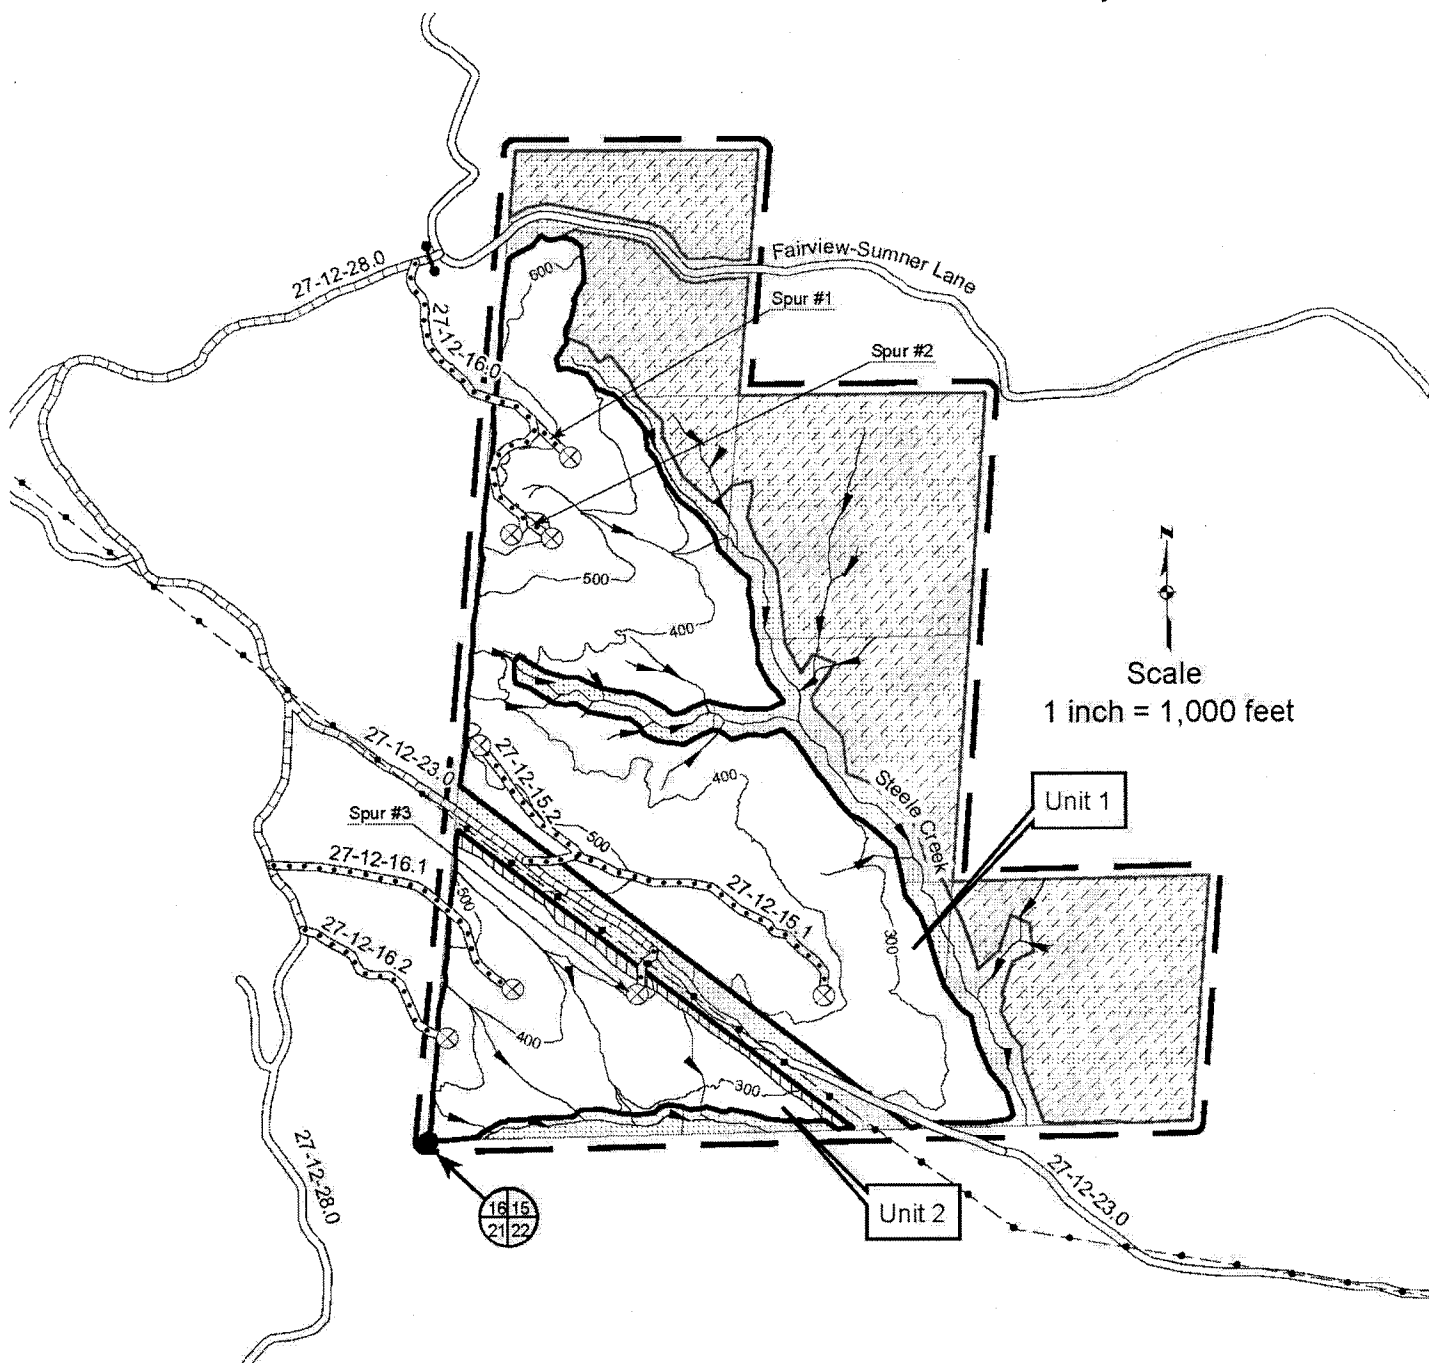 Fairview-Sumner Lane
27-12-28.0
600
Spur #1
27-12-16.0
Spur #2
N
500
400
Scale
1 inch = 1,000 feet
27-12-23.0
27-12-15.2
400
Steele Creek
Unit 1
Spur #3
500
27-12-16.1
500
27-12-15.1
27-12-16.2
300
400
300
27-12-28.0
27-12-23.0
16 15
21 22
Unit 2